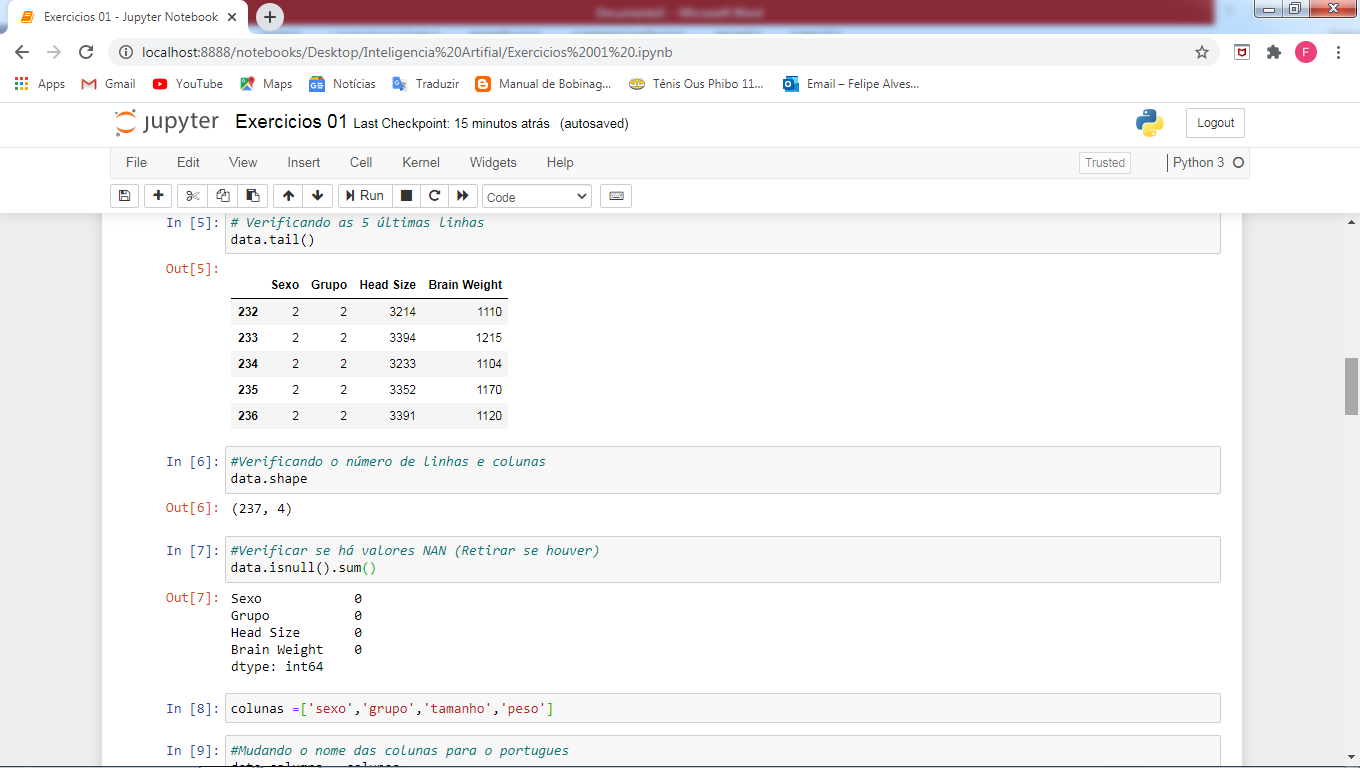 Exercicios 01 - Jupyter Notebook
Documento1 - Microsoft Word
localhost:8888/notebooks/Desktop/Inteligencia%20Artifial/Exercicios%2001%20.ipynb
F
Apps Gmail YouTube Maps Notícias Traduzir Manual de Bobinag... Tênis Ous Phibo 11... Email – Felipe Alves...
jupyter Exercicios 01 Last Checkpoint: 15 minutos atrás (autosaved) Logout
File Edit View Insert Cell Kernel Widgets Help Trusted Python 3
Run Code
In [5]: # Verificando as 5 últimas linhas
data.tail()
Out[5]:
Sexo Grupo Head Size Brain Weight
232 2 2 3214 1110
233 2 2 3394 1215
234 2 2 3233 1104
235 2 2 3352 1170
236 2 2 3391 1120
In [6]: #Verificando o número de linhas e colunas
data.shape
Out[6]: (237, 4)
In [7]: #Verificar se há valores NAN (Retirar se houver)
data.isnull().sum()
Out[7]: Sexo 0
Grupo 0
Head Size 0
Brain Weight 0
dtype: int64
In [8]: colunas =['sexo','grupo','tamanho','peso']
In [9]: #Mudando o nome das colunas para o portugues